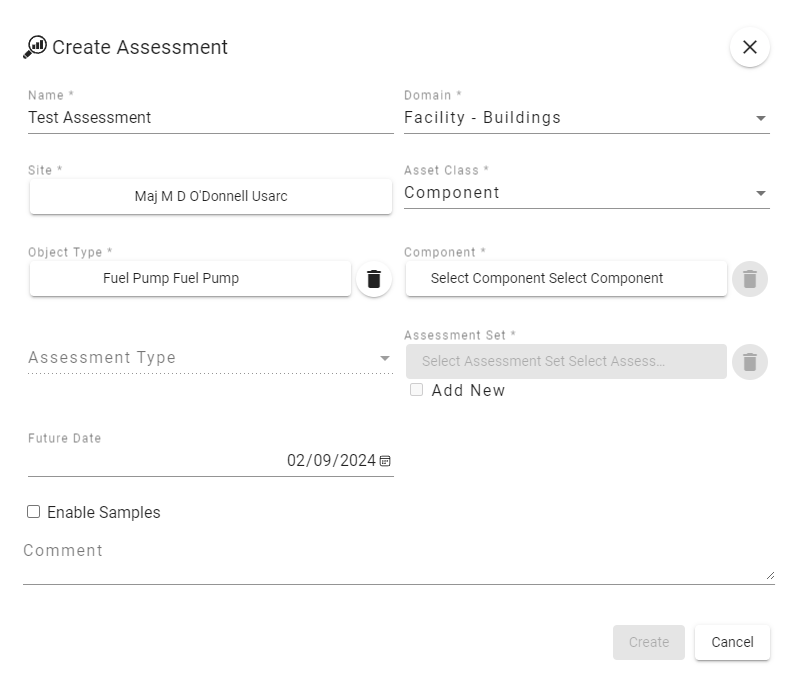 Create Assessment
Name *
Test Assessment
Domain *
Facility - Buildings
Site *
Maj M D O'Donnell Usarc
Asset Class *
Component
Object Type *
Fuel Pump Fuel Pump
Component *
Select Component Select Component
Assessment Type
Assessment Set *
Select Assessment Set Select Assess...
Add New
Future Date
02/09/2024
Enable Samples
Comment
Create
Cancel